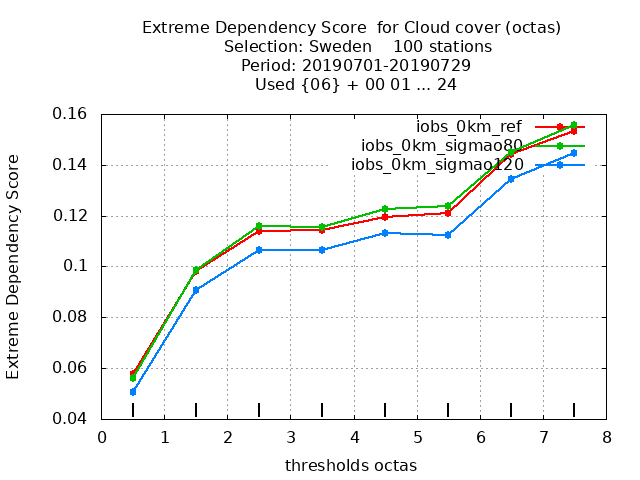 Extreme Dependency Score  for Cloud cover (octas)
Selection: Sweden    100 stations
Period: 20190701-20190729
Used {06} + 00 01 ... 24
Extreme Dependency Score
0.16
0.14
0.12
0.1
0.08
0.06
0.04
iobs_0km_ref
iobs_0km_sigmao80
iobs_0km_sigmao120
0 1 2 3 4 5 6 7 8
thresholds octas